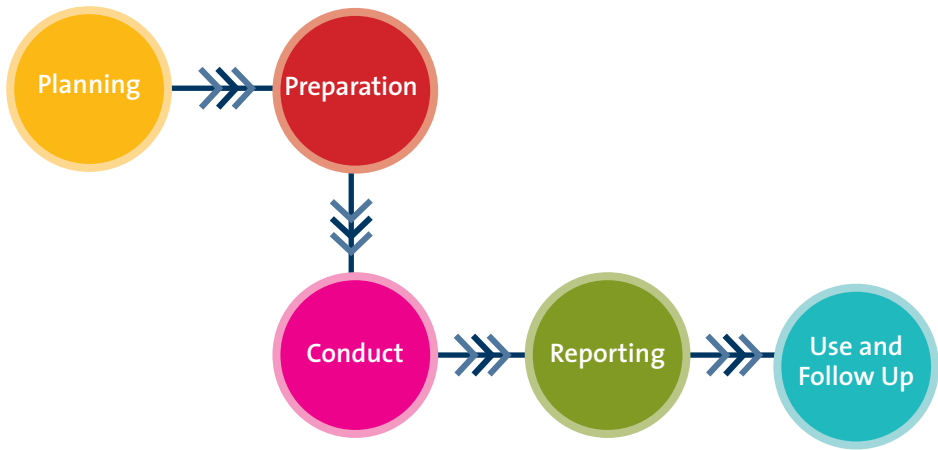 Planning
Preparation
Conduct
Reporting
Use and
Follow Up